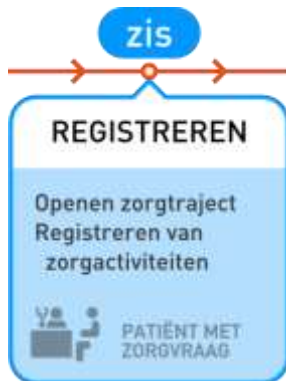 zis
REGISTREREN
Openen zorgtraject
Registreren van
zorgactiviteiten
PATIËNT MET
ZORGVRAAG